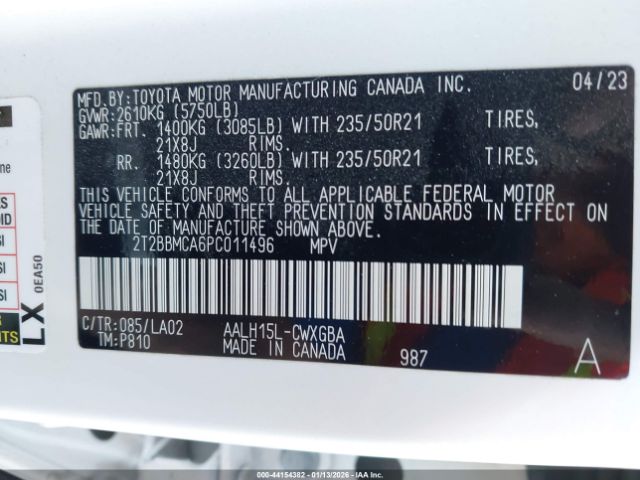 MFD.BY:TOYOTA MOTOR MANUFACTURING CANADA INC. 04/23
GVWR:2610KG (5750LB)
GAWR:FRT. 1400KG (3085LB) WITH 235/50R21 TIRES,
21X8J RIMS.
RR. 1480KG (3260LB) WITH 235/50R21 TIRES,
21X8J RIMS.
THIS VEHICLE CONFORMS TO ALL APPLICABLE FEDERAL MOTOR
VEHICLE SAFETY AND THEFT PREVENTION STANDARDS IN EFFECT ON
THE DATE OF MANUFACTURE SHOWN ABOVE.
2T2BBMCA6PC011496 MPV
C/TR:085/LA02 AALH15L-CWXGBA
TM:P810 MADE IN CANADA 987 A
LX
0EA50
000-44154382 - 01/13/2026 - IAA Inc.